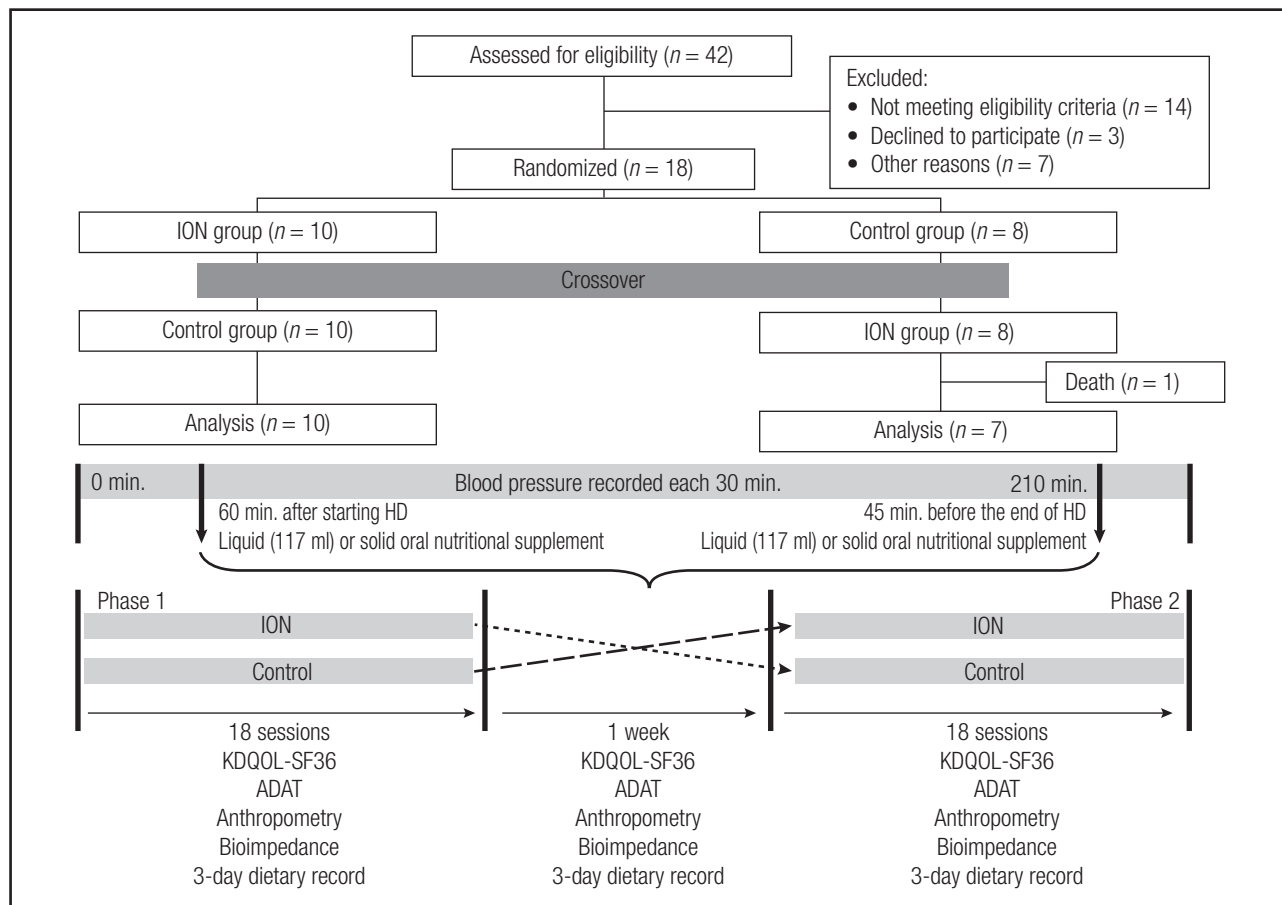 Assessed for eligibility (n = 42)
Excluded:
• Not meeting eligibility criteria (n = 14)
• Declined to participate (n = 3)
• Other reasons (n = 7)
Randomized (n = 18)
ION group (n = 10)
Control group (n = 8)
Crossover
Control group (n = 10)
ION group (n = 8)
Death (n = 1)
Analysis (n = 10)
Analysis (n = 7)
0 min.
Blood pressure recorded each 30 min.
210 min.
60 min. after starting HD
Liquid (117 ml) or solid oral nutritional supplement
45 min. before the end of HD
Liquid (117 ml) or solid oral nutritional supplement
Phase 1
Phase 2
ION
ION
Control
Control
18 sessions
KDQOL-SF36
ADAT
Anthropometry
Bioimpedance
3-day dietary record
1 week
KDQOL-SF36
ADAT
Anthropometry
Bioimpedance
3-day dietary record
18 sessions
KDQOL-SF36
ADAT
Anthropometry
Bioimpedance
3-day dietary record